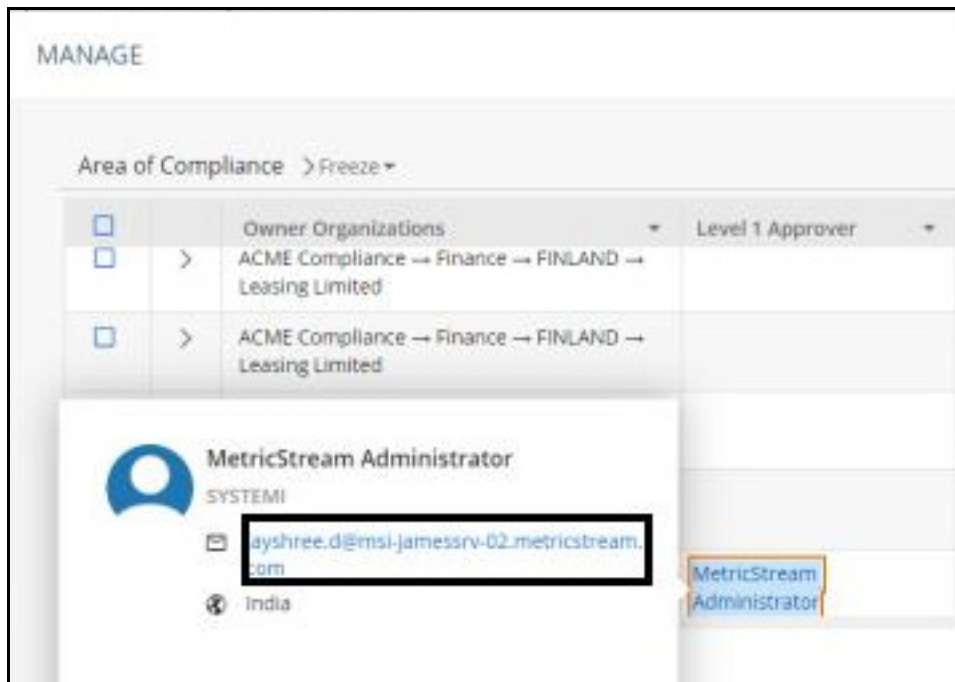 MANAGE
Area of Compliance > Freeze
Owner Organizations
Level 1 Approver
ACME Compliance → Finance → FINLAND →
Leasing Limited
ACME Compliance → Finance → FINLAND →
Leasing Limited
MetricStream Administrator
SYSTEMI
ayshree.d@msi-jamessrv-02.metricstream.
com
India
MetricStream
Administrator